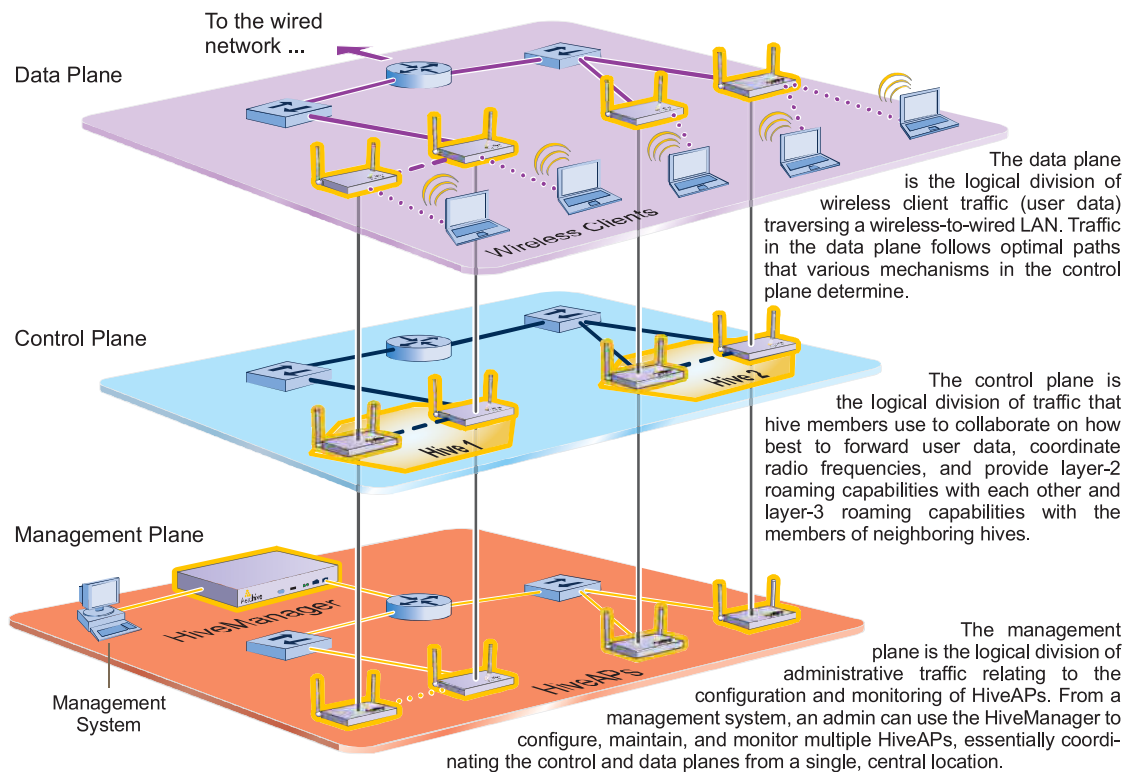 To the wired
network ...
Data Plane
Wireless Clients
The data plane
is the logical division of
wireless client traffic (user data)
traversing a wireless-to-wired LAN. Traffic
in the data plane follows optimal paths
that various mechanisms in the control
plane determine.
Control Plane
Hive 2
Hive 1
The control plane is
the logical division of traffic that
hive members use to collaborate on how
best to forward user data, coordinate
radio frequencies, and provide layer-2
roaming capabilities with each other and
layer-3 roaming capabilities with the
members of neighboring hives.
Management Plane
Aerohive
HiveManager
HiveAPs
Management
System
The management
plane is the logical division of
administrative traffic relating to the
configuration and monitoring of HiveAPs. From a
management system, an admin can use the HiveManager to
configure, maintain, and monitor multiple HiveAPs, essentially coordi-
nating the control and data planes from a single, central location.